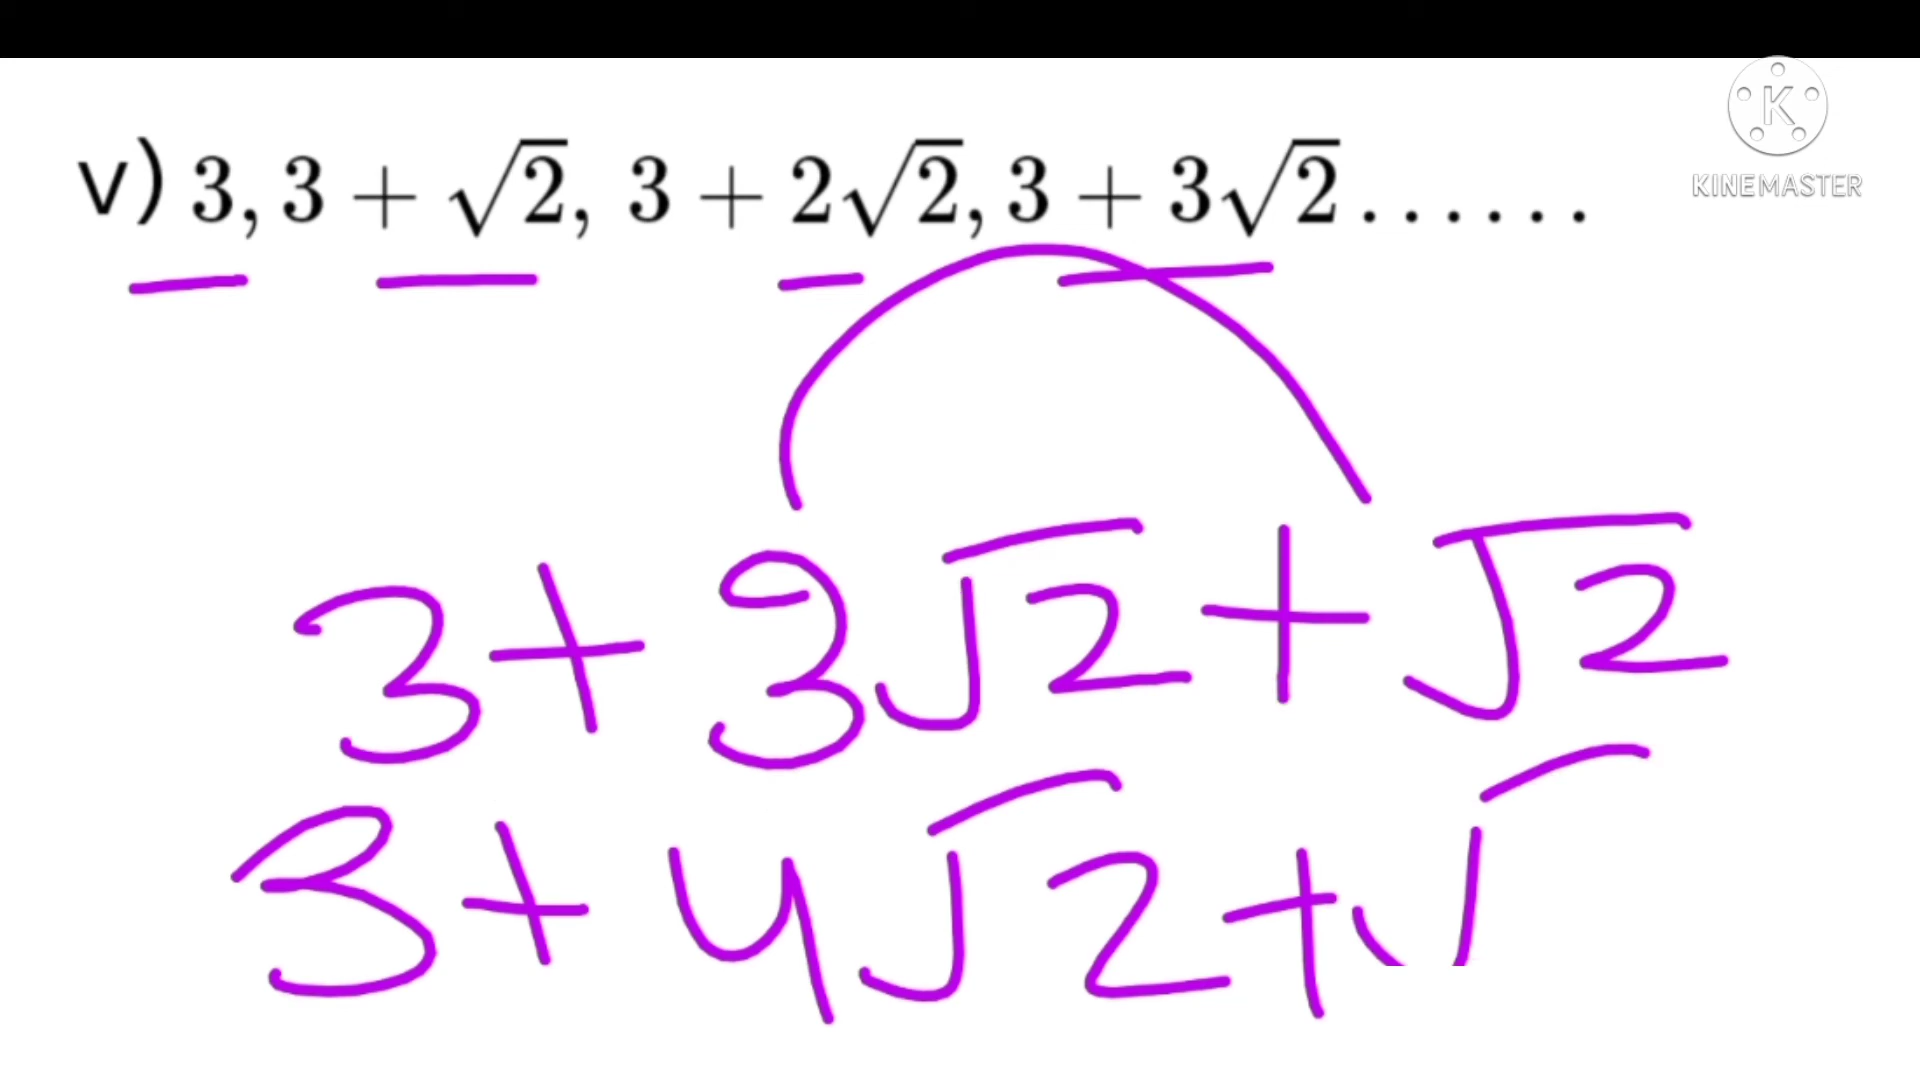 K
KINEMASTER
v) 3, 3 + √2, 3 + 2√2, 3 + 3√2 . . . . . .
3 + 3√2 + √2
3 + 4√2 + √